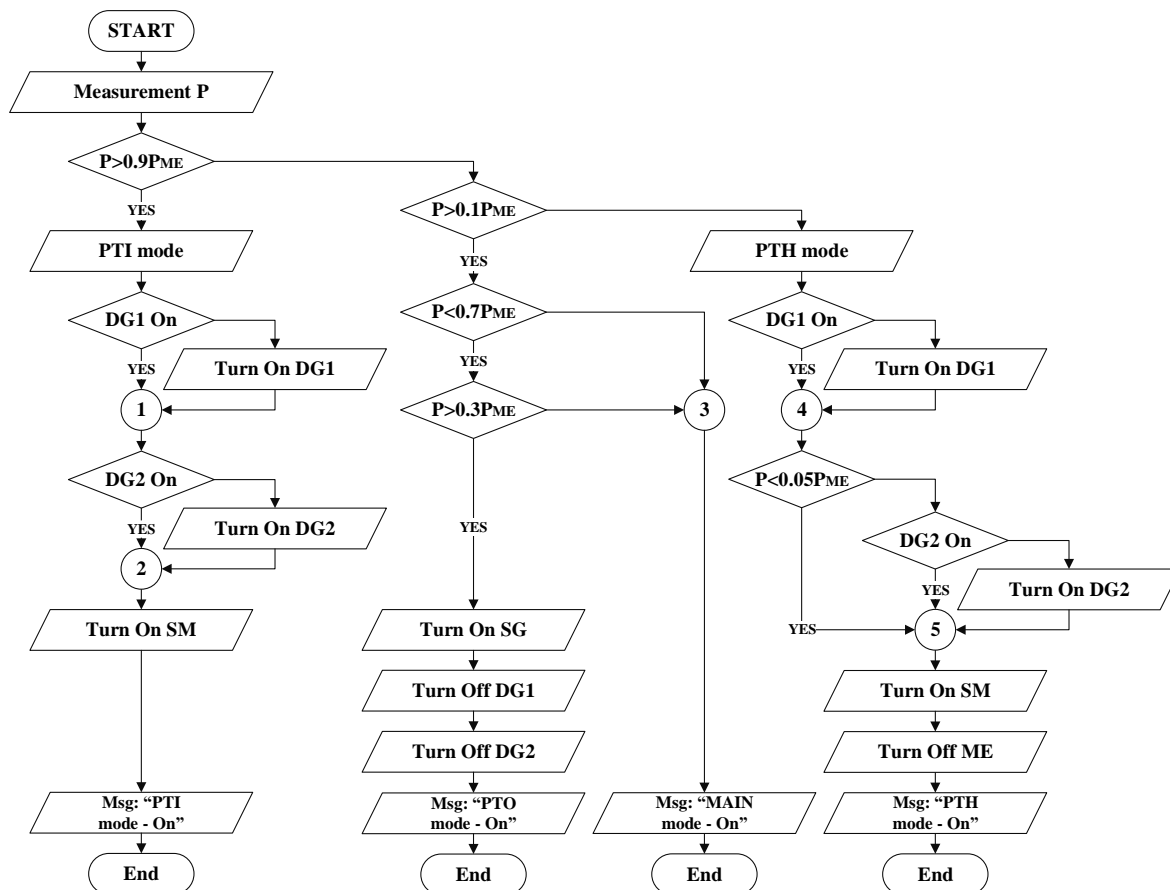 START
Measurement P
P>0.9PME
YES
PTI mode
DG1 On
YES
Turn On DG1
1
DG2 On
YES
Turn On DG2
2
Turn On SM
Msg: “PTI
mode - On”
End
P>0.1PME
YES
P<0.7PME
YES
P>0.3PME
YES
Turn On SG
Turn Off DG1
Turn Off DG2
Msg: “PTO
mode - On”
End
3
Msg: “MAIN
mode - On”
End
PTH mode
DG1 On
YES
Turn On DG1
4
P<0.05PME
YES
DG2 On
YES
Turn On DG2
5
Turn On SM
Turn Off ME
Msg: “PTH
mode - On”
End